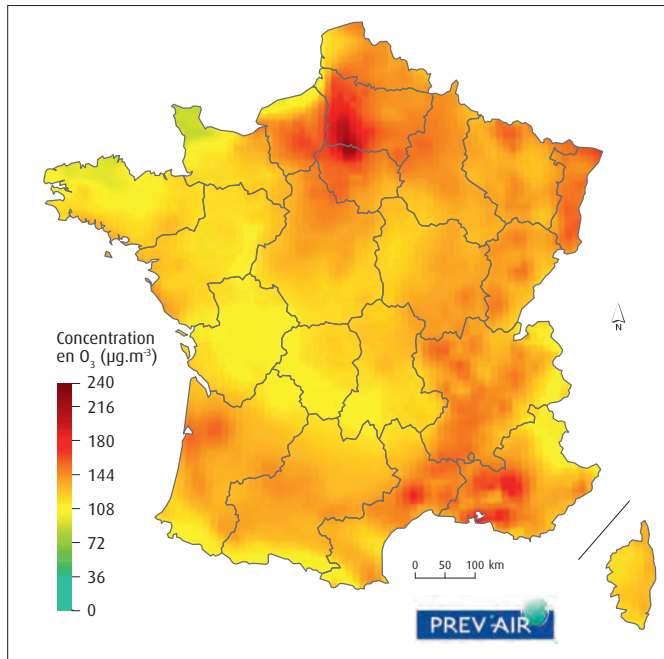 Concentration
en O₃ (µg.m⁻³)
240
216
180
144
108
72
36
0
N
0 50 100 km
PREV'AIR